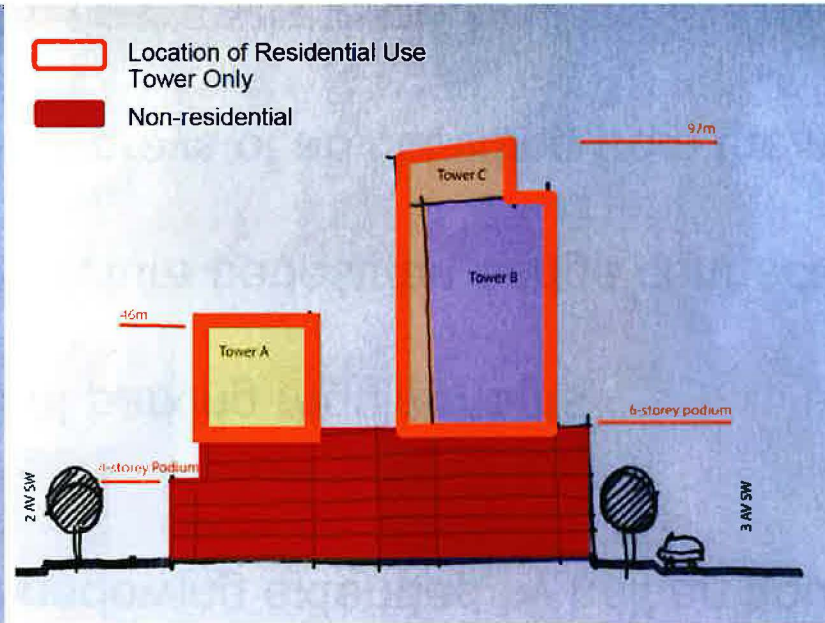 Location of Residential Use
Tower Only
Non-residential
97m
Tower C
Tower B
46m
Tower A
6-storey podium
4-storey Podium
2 AV SW
3 AV SW